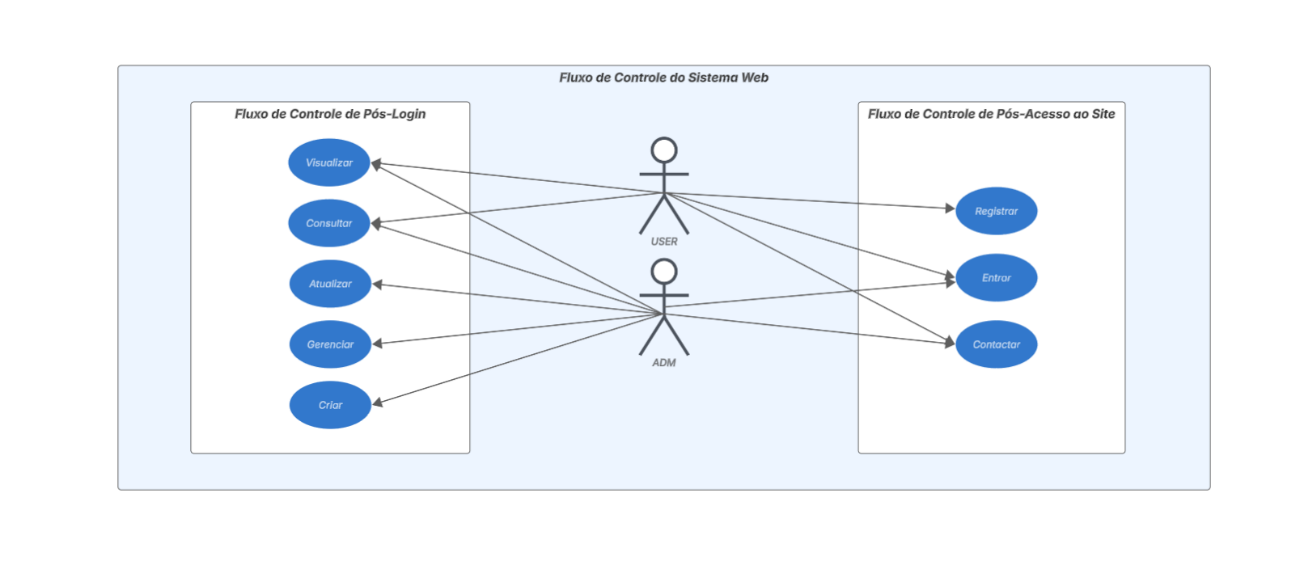 Fluxo de Controle do Sistema Web
Fluxo de Controle de Pós-Login
Visualizar
Consultar
Atualizar
Gerenciar
Criar
USER
ADM
Fluxo de Controle de Pós-Acesso ao Site
Registrar
Entrar
Contactar